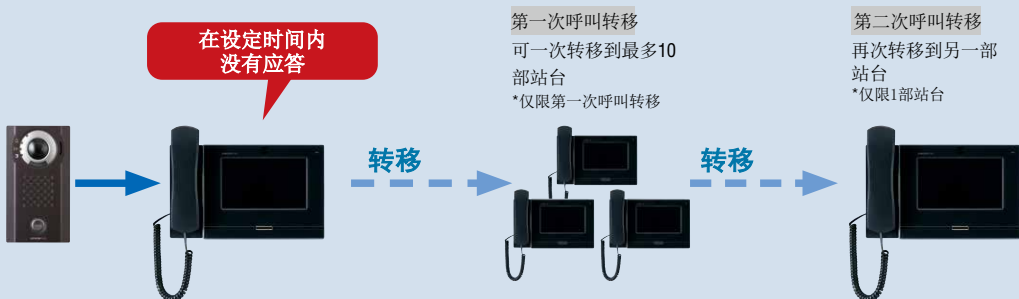 在设定时间内
没有应答
转移
第一次呼叫转移
可一次转移到最多10
部站台
*仅限第一次呼叫转移
转移
第二次呼叫转移
再次转移到另一部
站台
*仅限1部站台